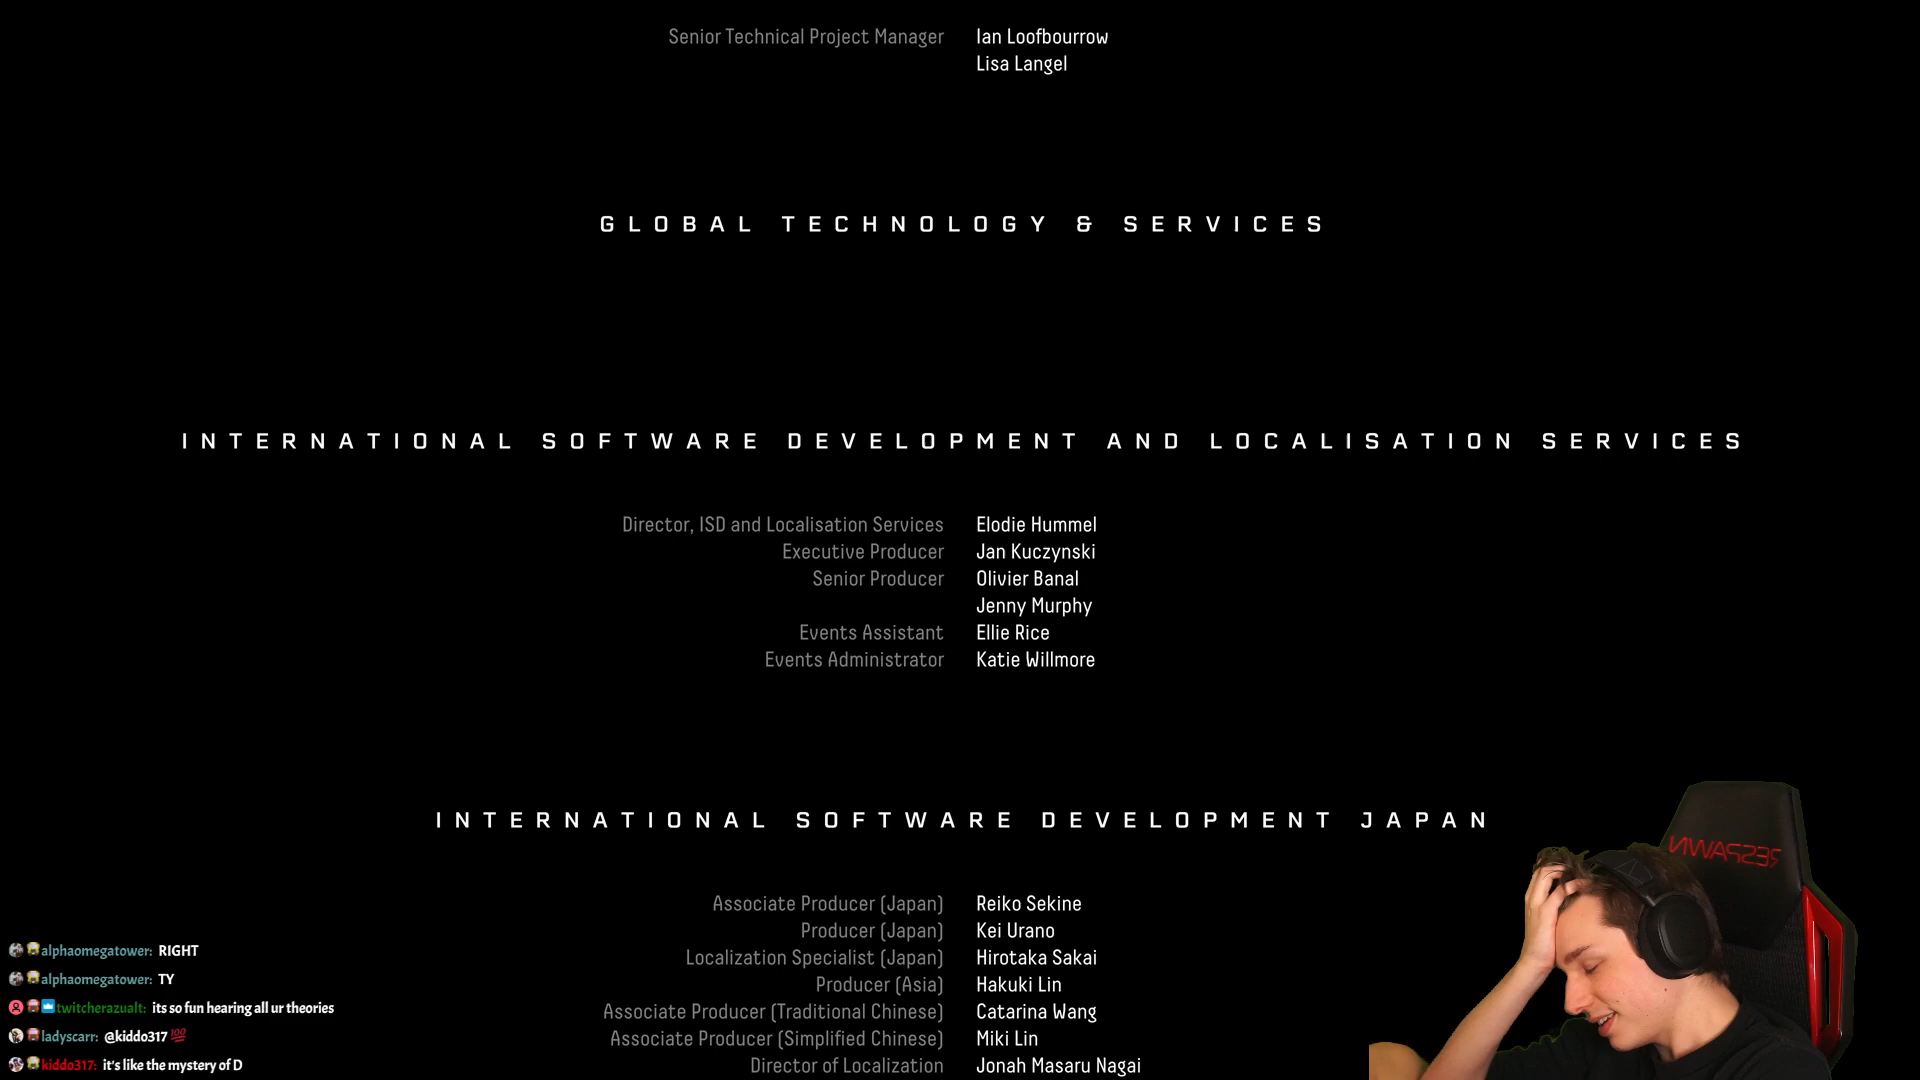 Senior Technical Project Manager Ian Loofbourrow
Lisa Langel
GLOBAL TECHNOLOGY & SERVICES
INTERNATIONAL SOFTWARE DEVELOPMENT AND LOCALISATION SERVICES
Director, ISD and Localisation Services Elodie Hummel
Executive Producer Jan Kuczynski
Senior Producer Olivier Banal
Jenny Murphy
Events Assistant Ellie Rice
Events Administrator Katie Willmore
INTERNATIONAL SOFTWARE DEVELOPMENT JAPAN
Associate Producer (Japan) Reiko Sekine
Producer (Japan) Kei Urano
Localization Specialist (Japan) Hirotaka Sakai
Producer (Asia) Hakuki Lin
Associate Producer (Traditional Chinese) Catarina Wang
Associate Producer (Simplified Chinese) Miki Lin
Director of Localization Jonah Masaru Nagai
alphaomegatower: RIGHT
alphaomegatower: TY
twitcherazualt: its so fun hearing all ur theories
ladyscarr: @kiddo317 💯
kiddo317: it's like the mystery of D
RESPAWN